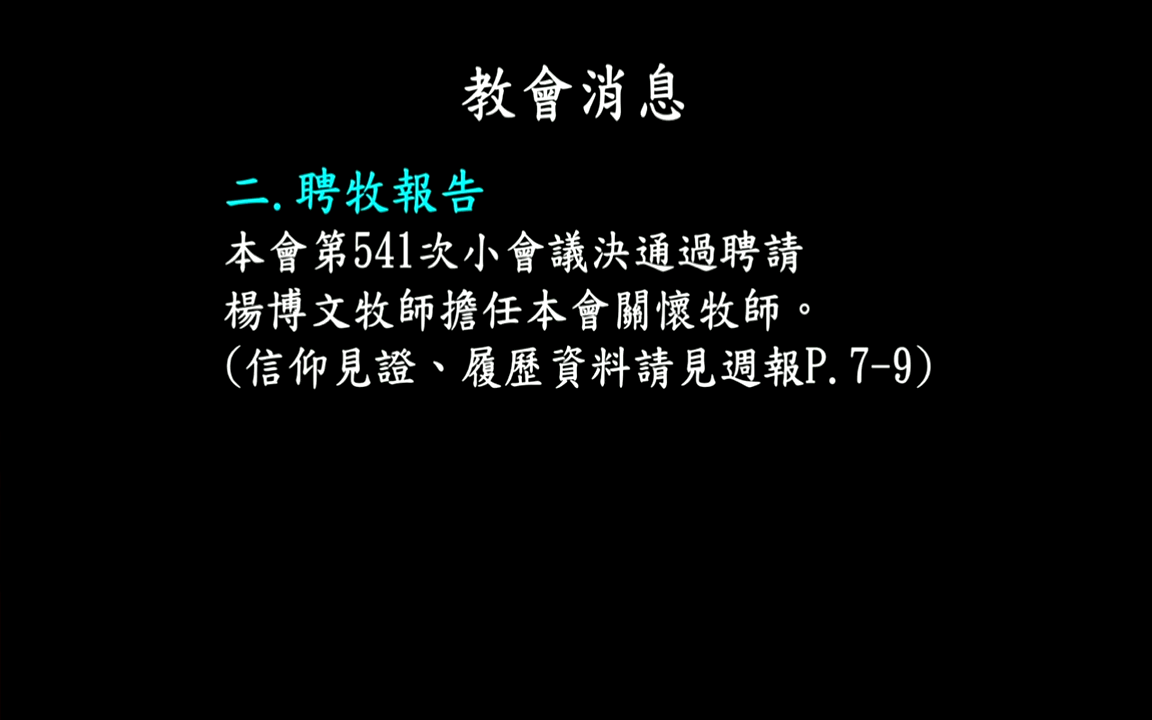 教會消息
二.聘牧報告
本會第541次小會議決通過聘請
楊博文牧師擔任本會關懷牧師。
(信仰見證、履歷資料請見週報P.7-9)